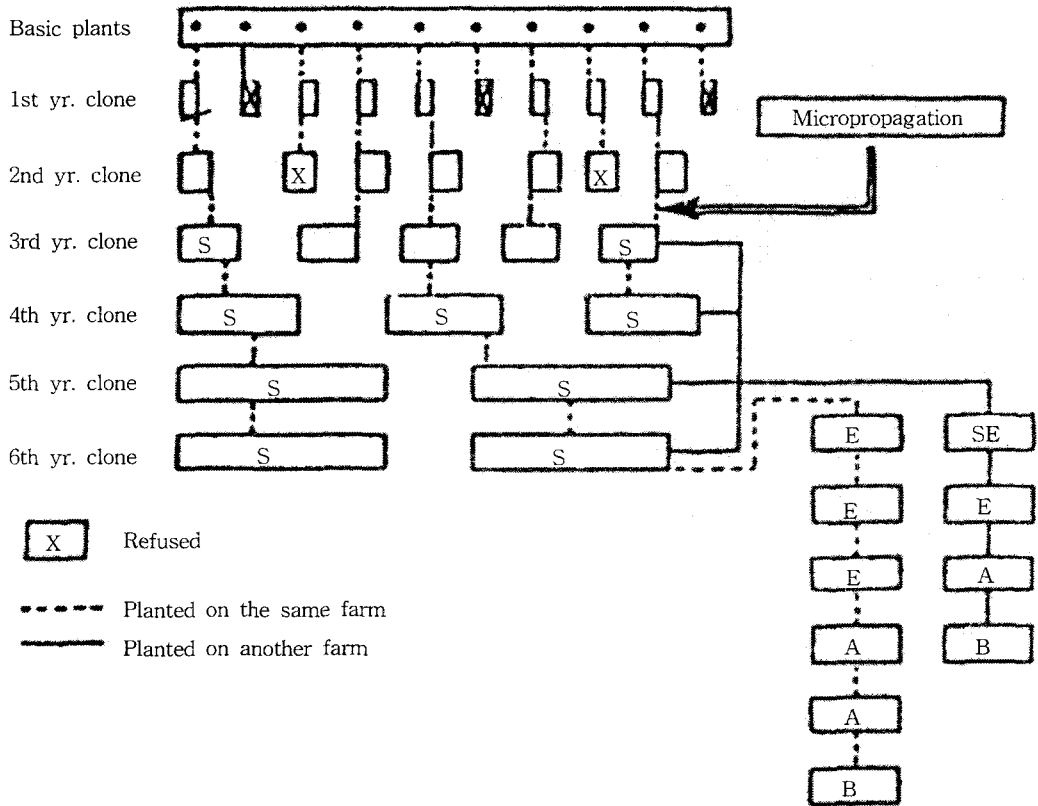 Basic plants
1st yr. clone
Micropropagation
2nd yr. clone
X
X
3rd yr. clone
S
S
4th yr. clone
S
S
S
5th yr. clone
S
S
6th yr. clone
S
S
E
SE
E
E
E
A
A
B
A
B
X
Refused
Planted on the same farm
Planted on another farm